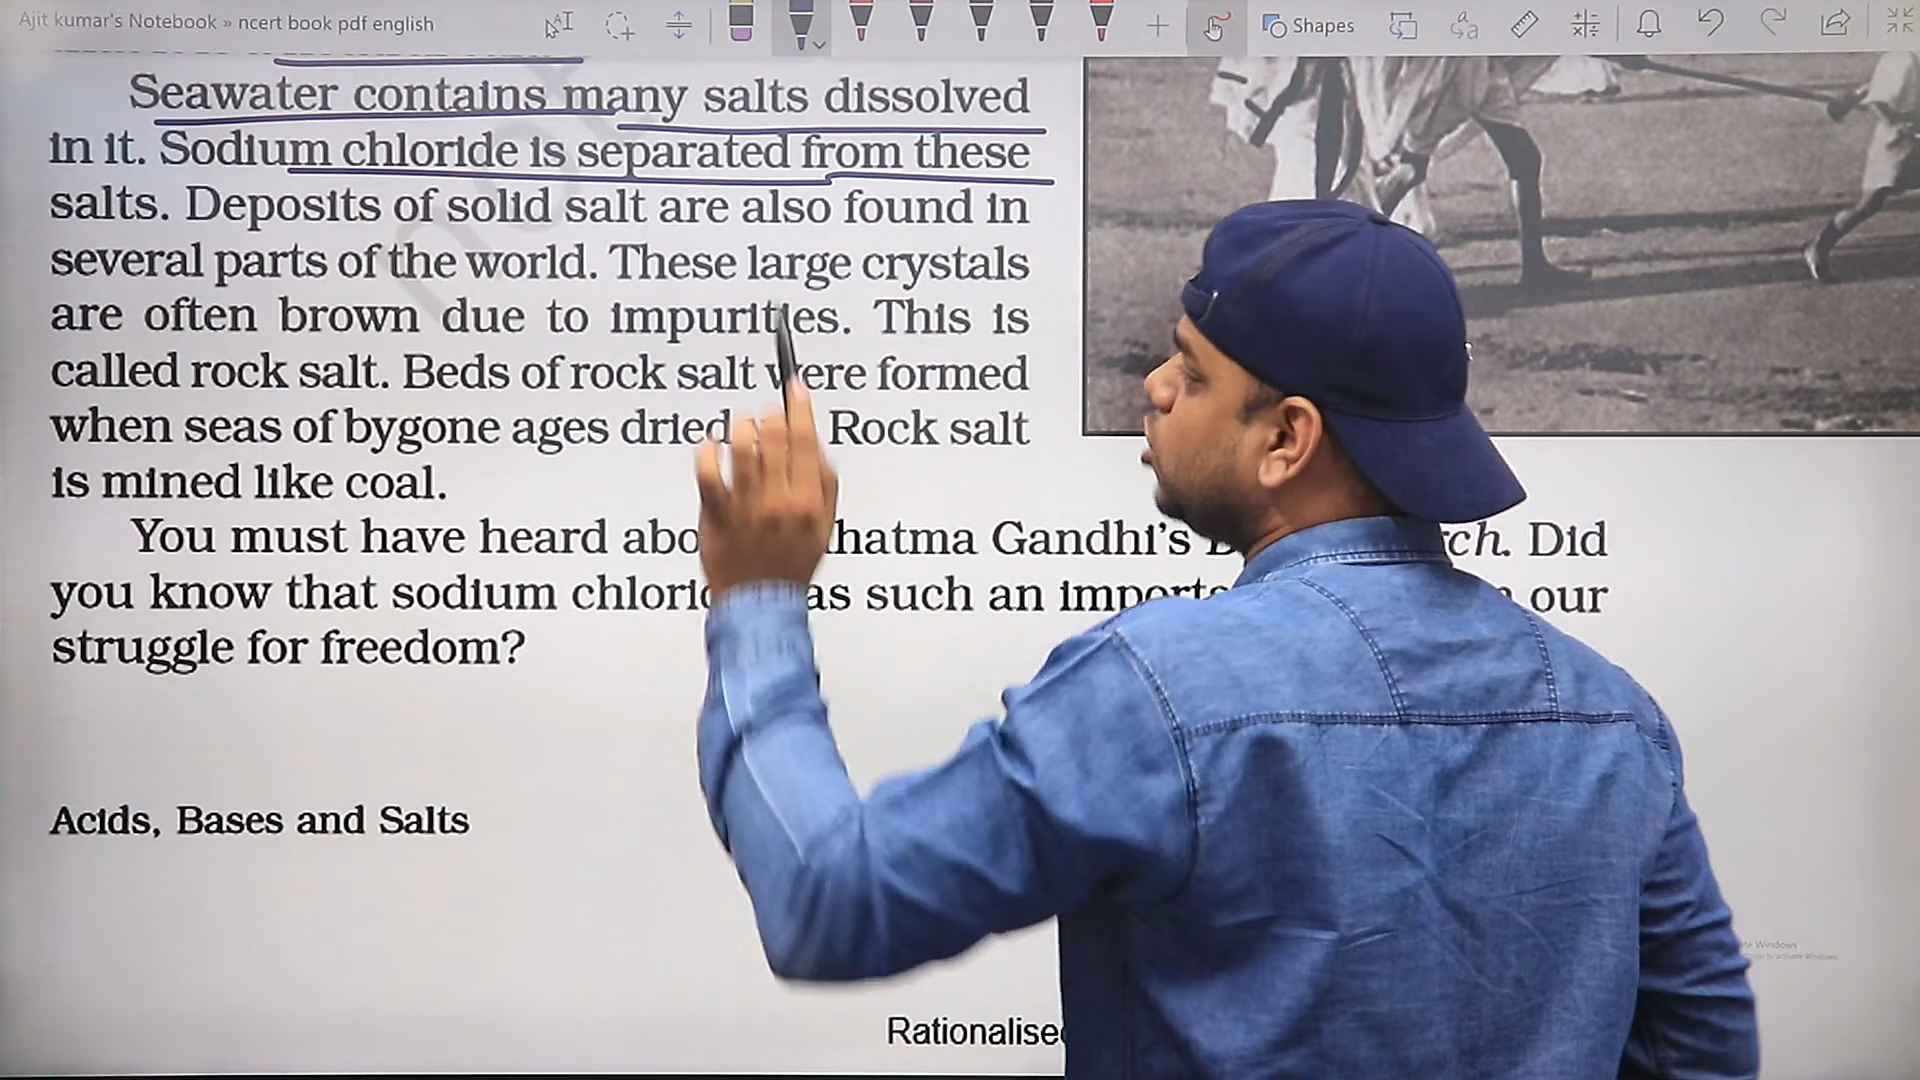 Ajit kumar's Notebook » ncert book pdf english
Shapes
Seawater contains many salts dissolved
in it. Sodium chloride is separated from these
salts. Deposits of solid salt are also found in
several parts of the world. These large crystals
are often brown due to impurities. This is
called rock salt. Beds of rock salt were formed
when seas of bygone ages dried Rock salt
is mined like coal.
You must have heard abo hatma Gandhi's ch. Did
you know that sodium chlori as such an import our
struggle for freedom?
Acids, Bases and Salts
Rationalise